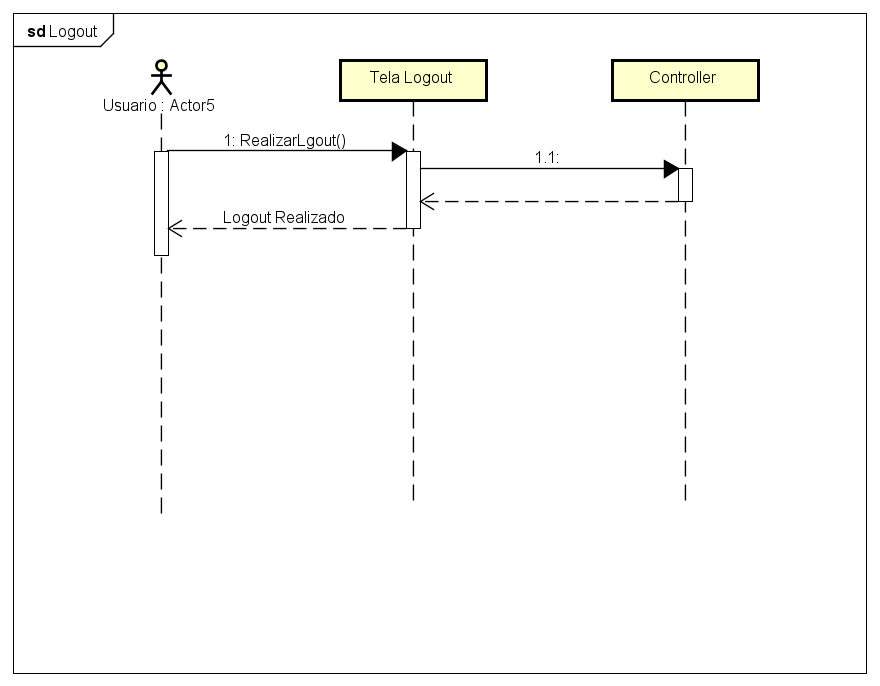 sd Logout
Usuario : Actor5
Tela Logout
Controller
1: RealizarLgout()
1.1:
Logout Realizado